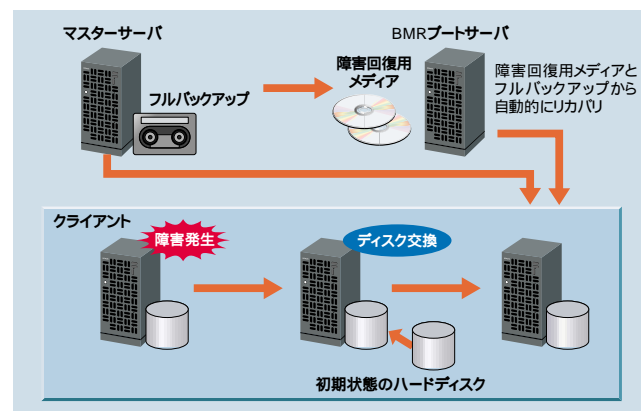 マスターサーバ
BMRブートサーバ
障害回復用
メディア
フルバックアップ
障害回復用メディアと
フルバックアップから
自動的にリカバリ
クライアント
障害発生
ディスク交換
初期状態のハードディスク